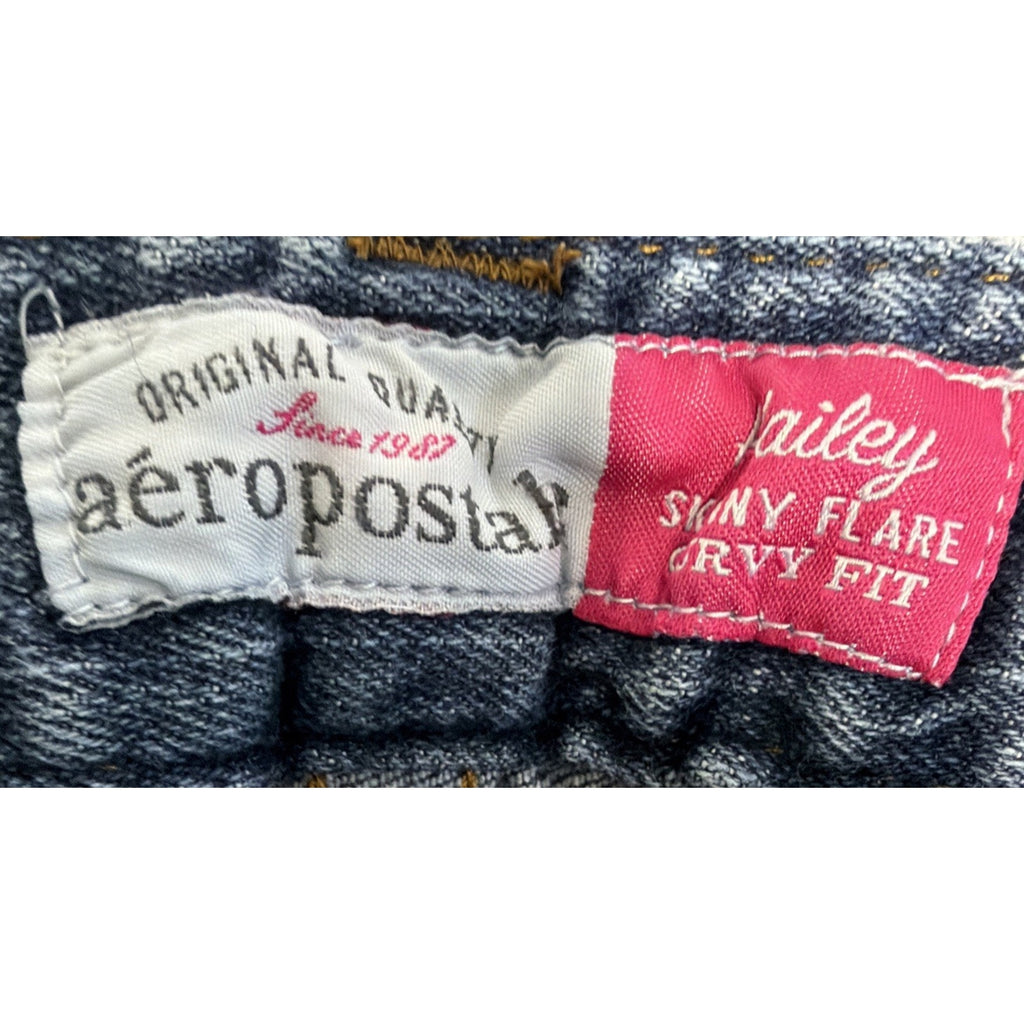 ORIGINAL QUALITY
Since 1987
aéropostale
Hailey
SKINNY FLARE
CURVY FIT